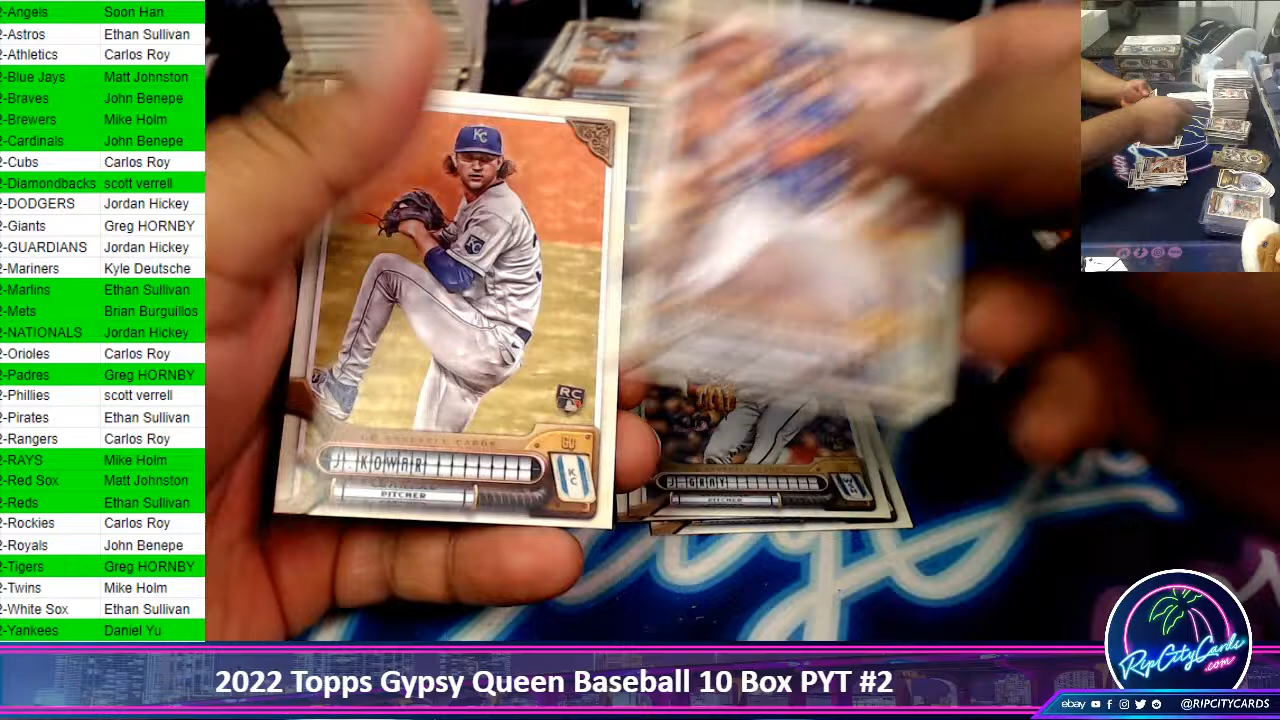 2-Angels Soon Han
2-Astros Ethan Sullivan
2-Athletics Carlos Roy
2-Blue Jays Matt Johnston
2-Braves John Benepe
2-Brewers Mike Holm
2-Cardinals John Benepe
2-Cubs Carlos Roy
2-Diamondbacks scott verrell
2-DODGERS Jordan Hickey
2-Giants Greg HORNBY
2-GUARDIANS Jordan Hickey
2-Mariners Kyle Deutsche
2-Marlins Ethan Sullivan
2-Mets Brian Burguillos
2-NATIONALS Jordan Hickey
2-Orioles Carlos Roy
2-Padres Greg HORNBY
2-Phillies scott verrell
2-Pirates Ethan Sullivan
2-Rangers Carlos Roy
2-RAYS Mike Holm
2-Red Sox Matt Johnston
2-Reds Ethan Sullivan
2-Rockies Carlos Roy
2-Royals John Benepe
2-Tigers Greg HORNBY
2-Twins Mike Holm
2-White Sox Ethan Sullivan
2-Yankees Daniel Yu
KC
KC
RC
GQ BASEBALL CARDS
GQ
J. KOWAR
PITCHER
K
C
J. GRAY
PITCHER
RipCityCards
.com
2022 Topps Gypsy Queen Baseball 10 Box PYT #2
ebay @RIPCITYCARDS